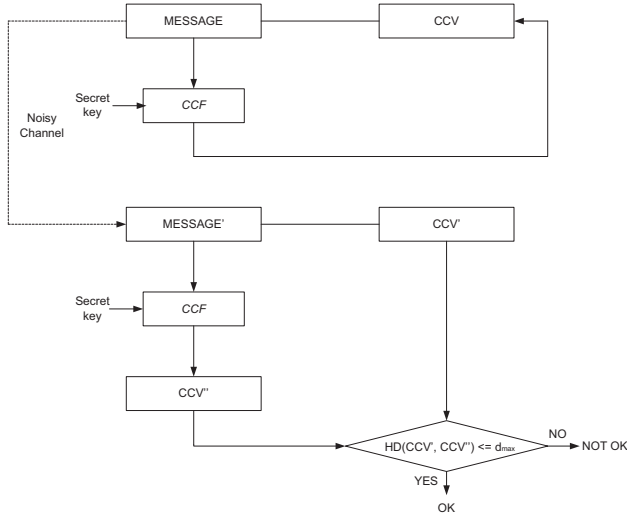 MESSAGE
CCV
Secret
key
CCF
Noisy
Channel
MESSAGE'
CCV'
Secret
key
CCF
CCV''
HD(CCV', CCV'') <= dmax
NO
NOT OK
YES
OK